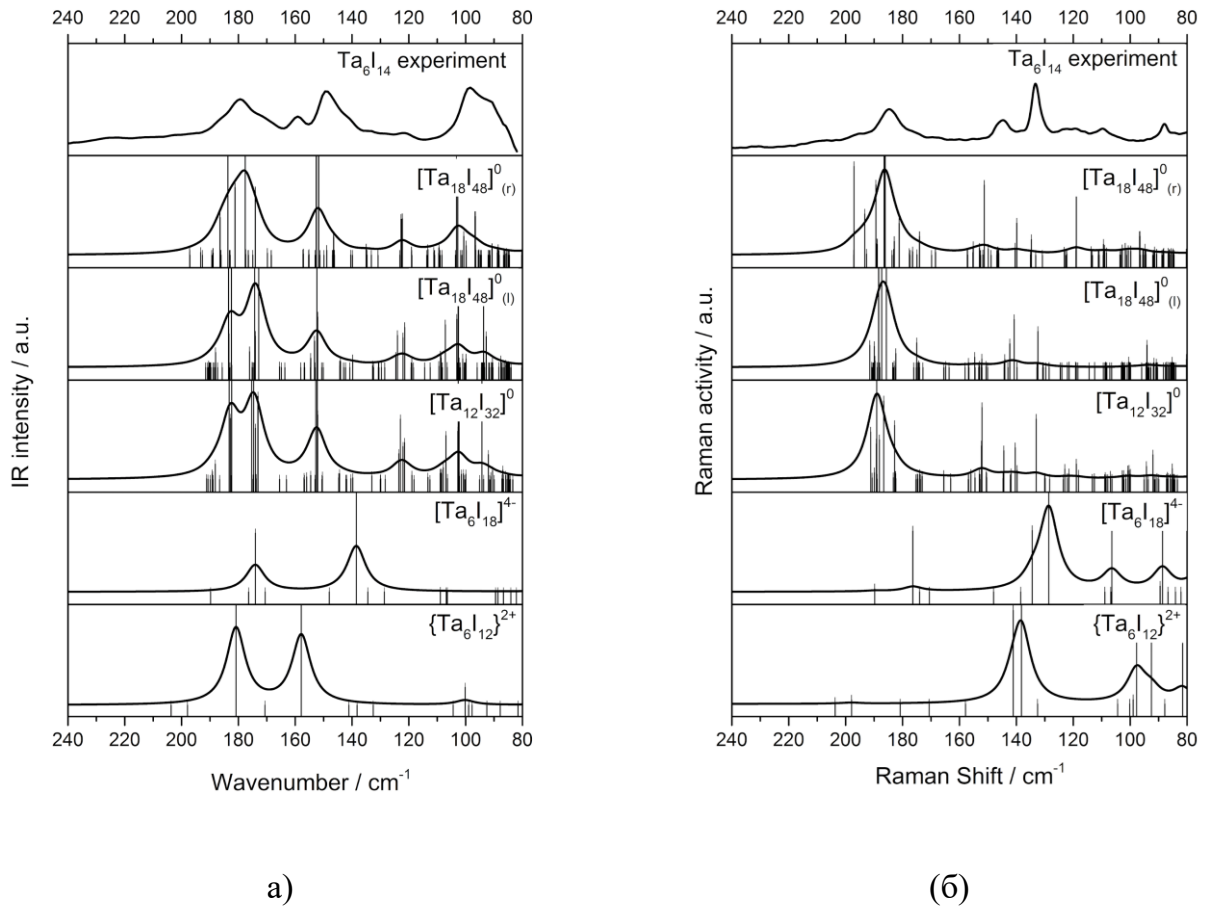 240 220 200 180 160 140 120 100 80
Ta6I14 experiment
[Ta18I48]0 (r)
[Ta18I48]0 (l)
[Ta12I32]0
[Ta6I18]4-
{Ta6I12}2+
IR intensity / a.u.
240 220 200 180 160 140 120 100 80
Wavenumber / cm-1
a)
240 220 200 180 160 140 120 100 80
Ta6I14 experiment
[Ta18I48]0 (r)
[Ta18I48]0 (l)
[Ta12I32]0
[Ta6I18]4-
{Ta6I12}2+
Raman activity / a.u.
240 220 200 180 160 140 120 100 80
Raman Shift / cm-1
(б)